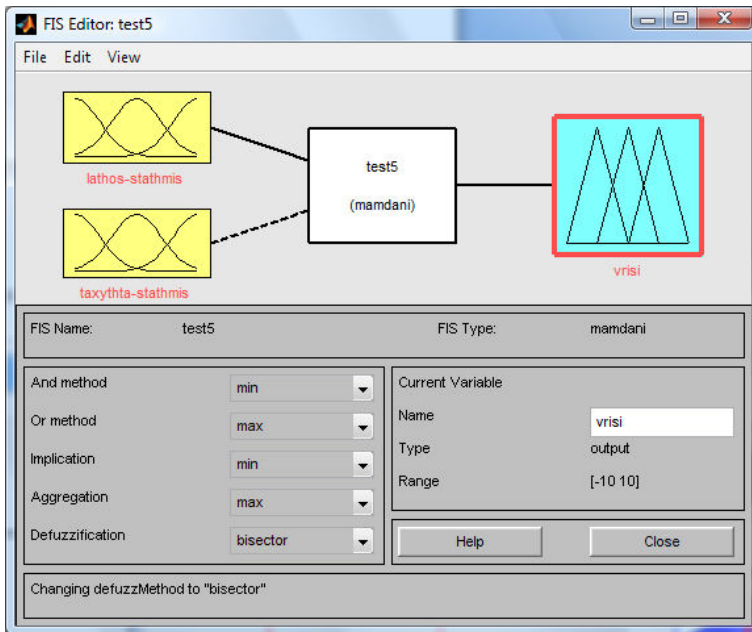 FIS Editor: test5
File Edit View
lathos-stathmis
taxythta-stathmis
test5
(mamdani)
vrisi
FIS Name: test5 FIS Type: mamdani
And method min
Or method max
Implication min
Aggregation max
Defuzzification bisector
Current Variable
Name vrisi
Type output
Range [-10 10]
Help Close
Changing defuzzMethod to "bisector"